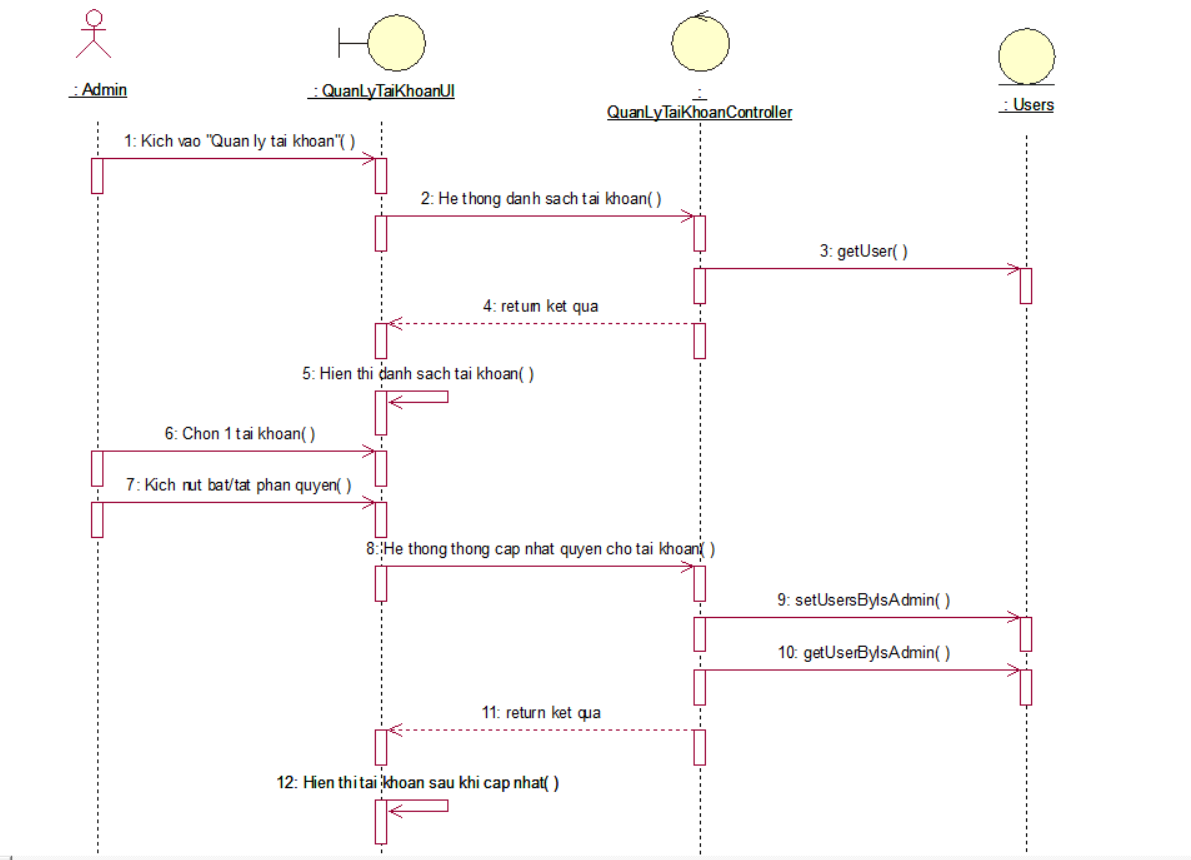 : Admin
: QuanLyTaiKhoanUI
:
QuanLyTaiKhoanController
: Users
1: Kich vao "Quan ly tai khoan"( )
2: He thong danh sach tai khoan( )
3: getUser( )
4: return ket qua
5: Hien thi danh sach tai khoan( )
6: Chon 1 tai khoan( )
7: Kich nut bat/tat phan quyen( )
8: He thong thong cap nhat quyen cho tai khoan( )
9: setUsersByIsAdmin( )
10: getUserByIsAdmin( )
11: return ket qua
12: Hien thi tai khoan sau khi cap nhat( )